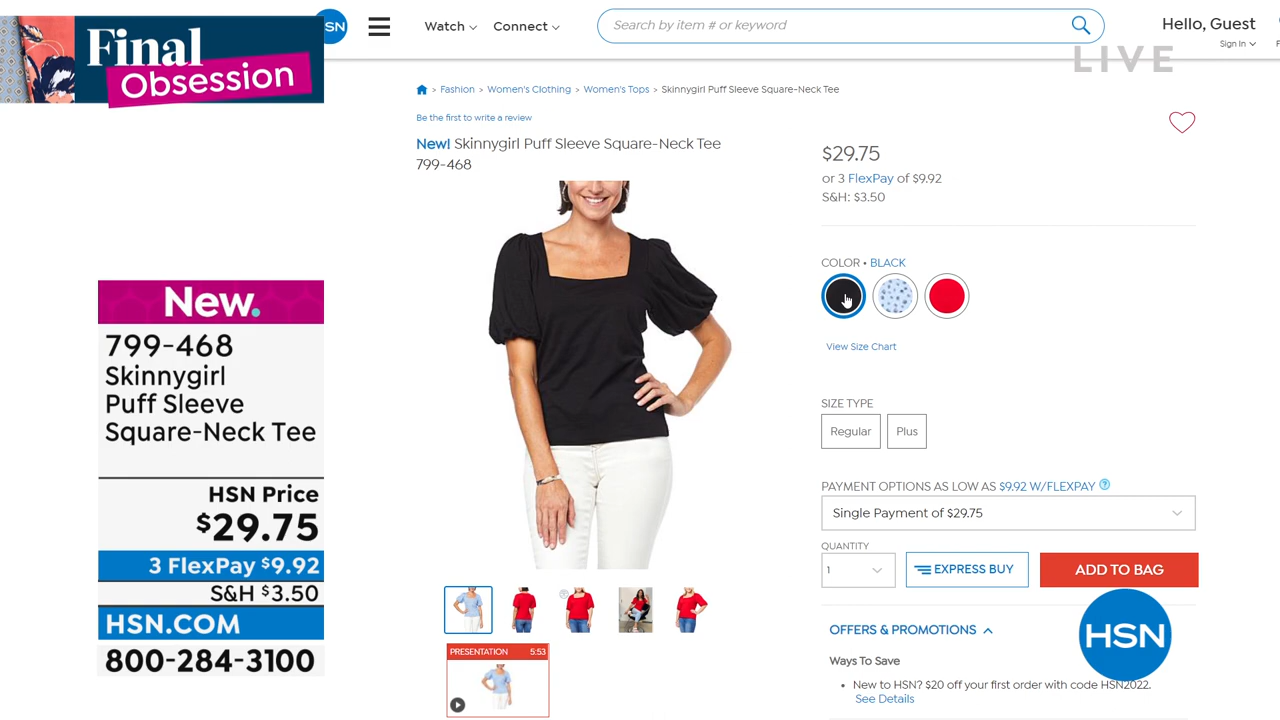 Final
Obsession
HSN
Watch
Connect
Search by item # or keyword
Hello, Guest
Sign In
LIVE
Fashion > Women's Clothing > Women's Tops > Skinnygirl Puff Sleeve Square-Neck Tee
Be the first to write a review
New! Skinnygirl Puff Sleeve Square-Neck Tee
799-468
$29.75
or 3 FlexPay of $9.92
S&H: $3.50
COLOR • BLACK
View Size Chart
SIZE TYPE
Regular
Plus
PAYMENT OPTIONS AS LOW AS $9.92 W/FLEXPAY ?
Single Payment of $29.75
QUANTITY
1
EXPRESS BUY
ADD TO BAG
OFFERS & PROMOTIONS
Ways To Save
• New to HSN? $20 off your first order with code HSN2022.
See Details
HSN
PRESENTATION 5:53
New.
799-468
Skinnygirl
Puff Sleeve
Square-Neck Tee
HSN Price
$29.75
3 FlexPay $9.92
S&H $3.50
HSN.COM
800-284-3100